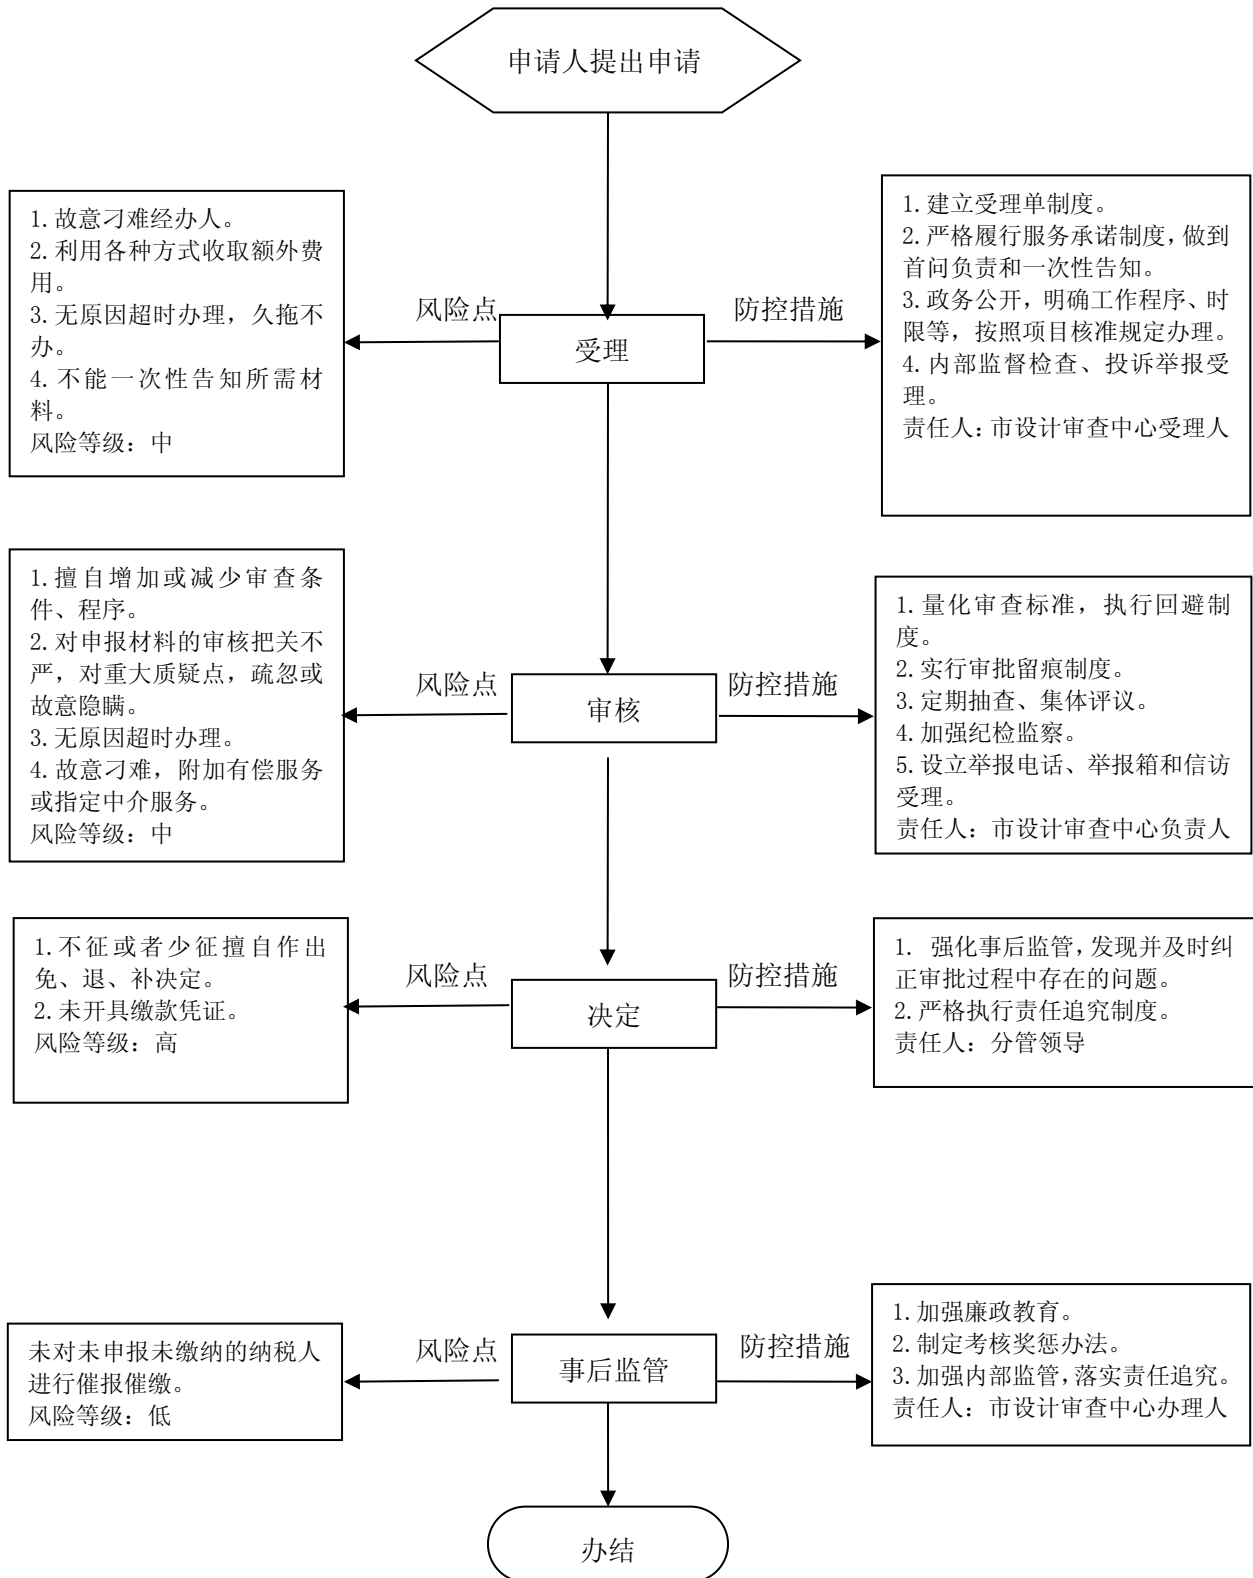 申请人提出申请
1.故意刁难经办人。
2.利用各种方式收取额外费
用。
3.无原因超时办理，久拖不
办。
4.不能一次性告知所需材
料。
风险等级：中
风险点
受理
防控措施
1.建立受理单制度。
2.严格履行服务承诺制度，做到
首问负责和一次性告知。
3.政务公开，明确工作程序、时
限等，按照项目核准规定办理。
4.内部监督检查、投诉举报受
理。
责任人：市设计审查中心受理人
1.擅自增加或减少审查条
件、程序。
2.对申报材料的审核把关不
严，对重大质疑点，疏忽或
故意隐瞒。
3.无原因超时办理。
4.故意刁难，附加有偿服务
或指定中介服务。
风险等级：中
风险点
审核
防控措施
1.量化审查标准，执行回避制
度。
2.实行审批留痕制度。
3.定期抽查、集体评议。
4.加强纪检监察。
5.设立举报电话、举报箱和信访
受理。
责任人：市设计审查中心负责人
1.不征或者少征擅自作出
免、退、补决定。
2.未开具缴款凭证。
风险等级：高
风险点
决定
防控措施
1. 强化事后监管，发现并及时纠
正审批过程中存在的问题。
2.严格执行责任追究制度。
责任人：分管领导
未对未申报未缴纳的纳税人
进行催报催缴。
风险等级：低
风险点
事后监管
防控措施
1.加强廉政教育。
2.制定考核奖惩办法。
3.加强内部监管，落实责任追究。
责任人：市设计审查中心办理人
办结